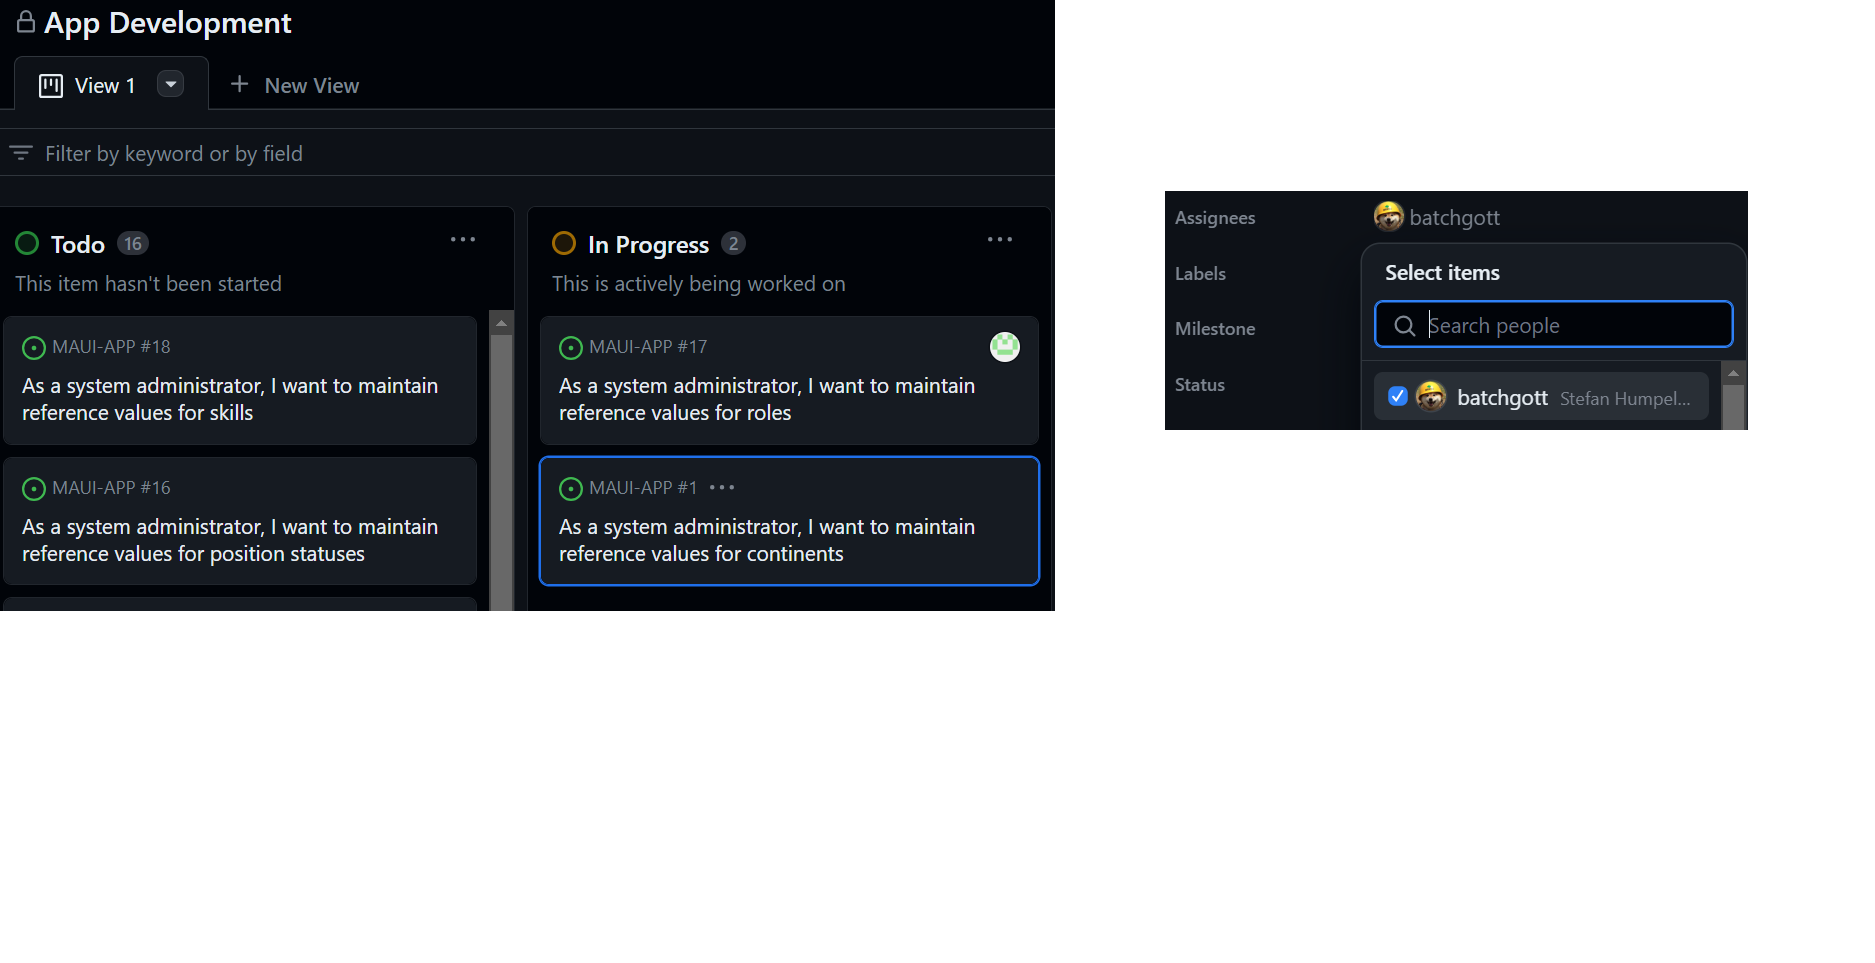 App Development
View 1
New View
Filter by keyword or by field
Todo 16
This item hasn't been started
MAUI-APP #18
As a system administrator, I want to maintain
reference values for skills
MAUI-APP #16
As a system administrator, I want to maintain
reference values for position statuses
In Progress 2
This is actively being worked on
MAUI-APP #17
As a system administrator, I want to maintain
reference values for roles
MAUI-APP #1
As a system administrator, I want to maintain
reference values for continents
Assignees
batchgott
Labels
Milestone
Status
Select items
Search people
batchgott Stefan Humpel...